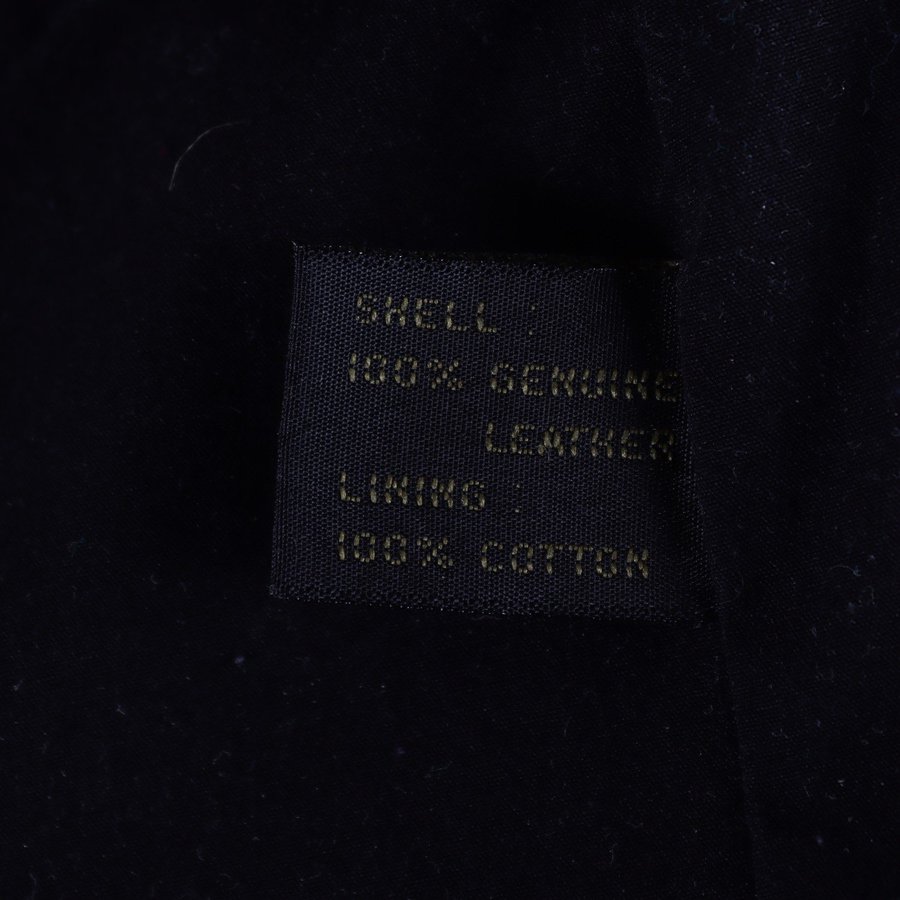 SHELL :
100% GENUINE
LEATHER
LINING :
100% COTTON